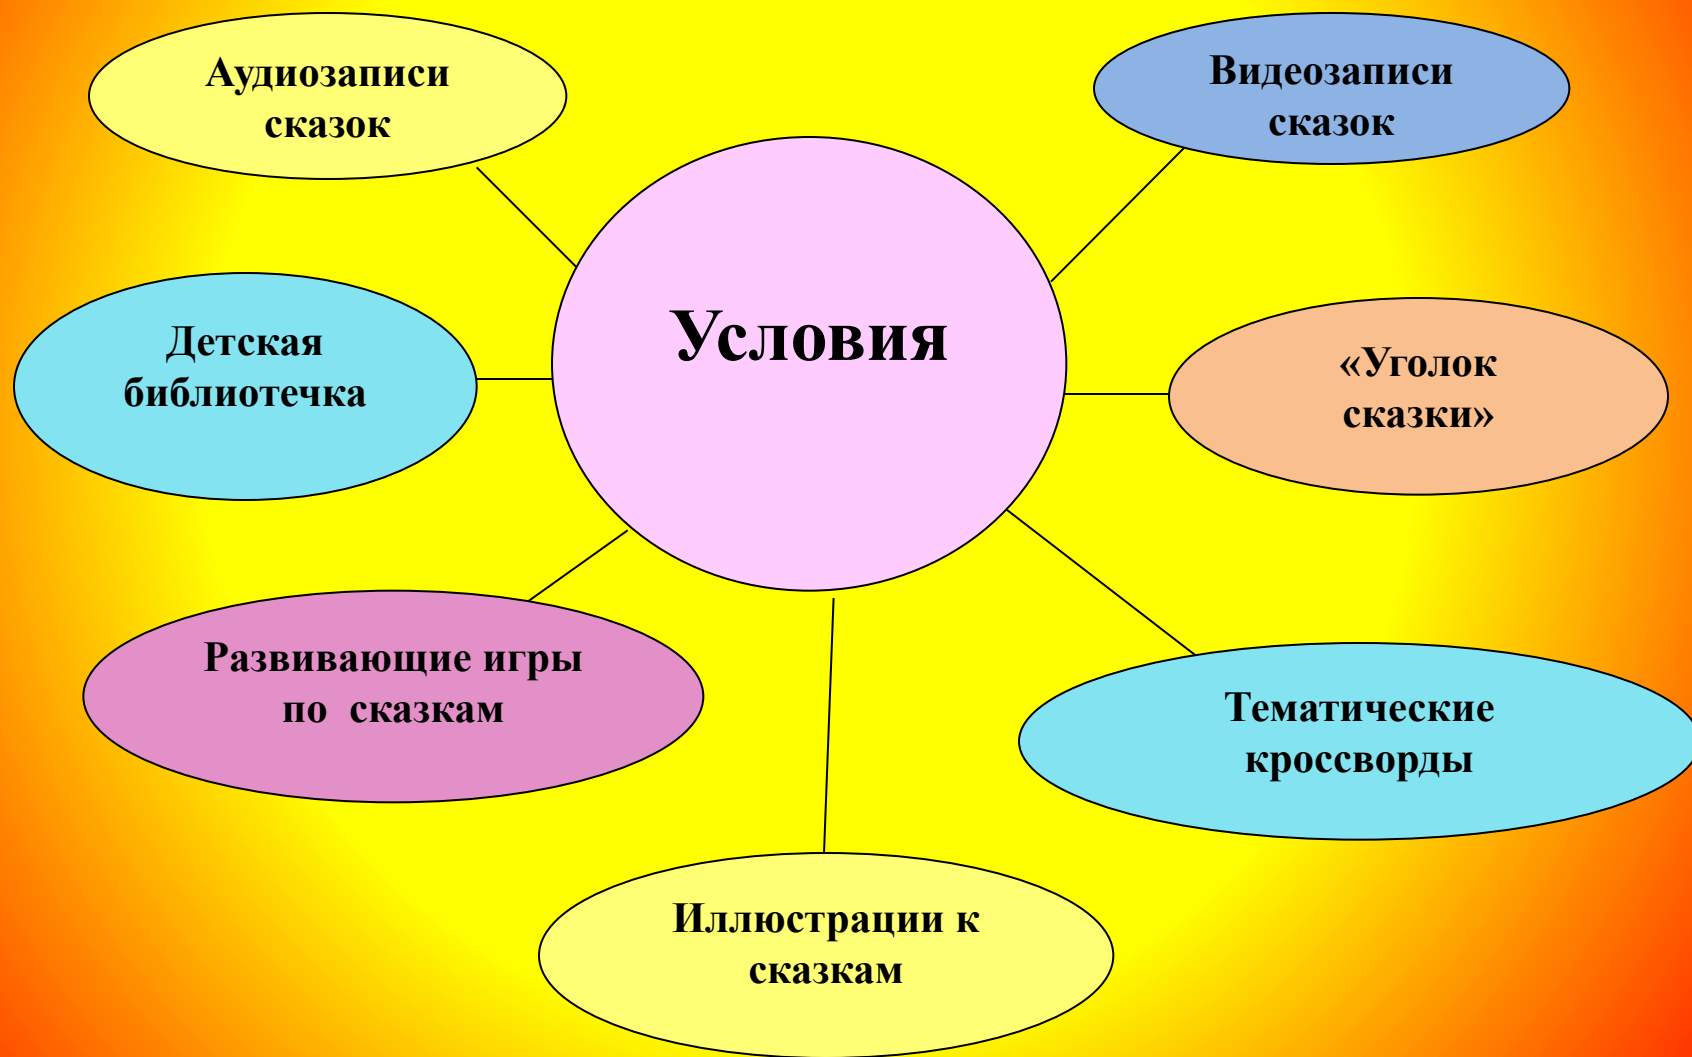 Аудиозаписи
сказок
Видеозаписи
сказок
Условия
Детская
библиотечка
«Уголок
сказки»
Развивающие игры
по  сказкам
Тематические
кроссворды
Иллюстрации к
сказкам